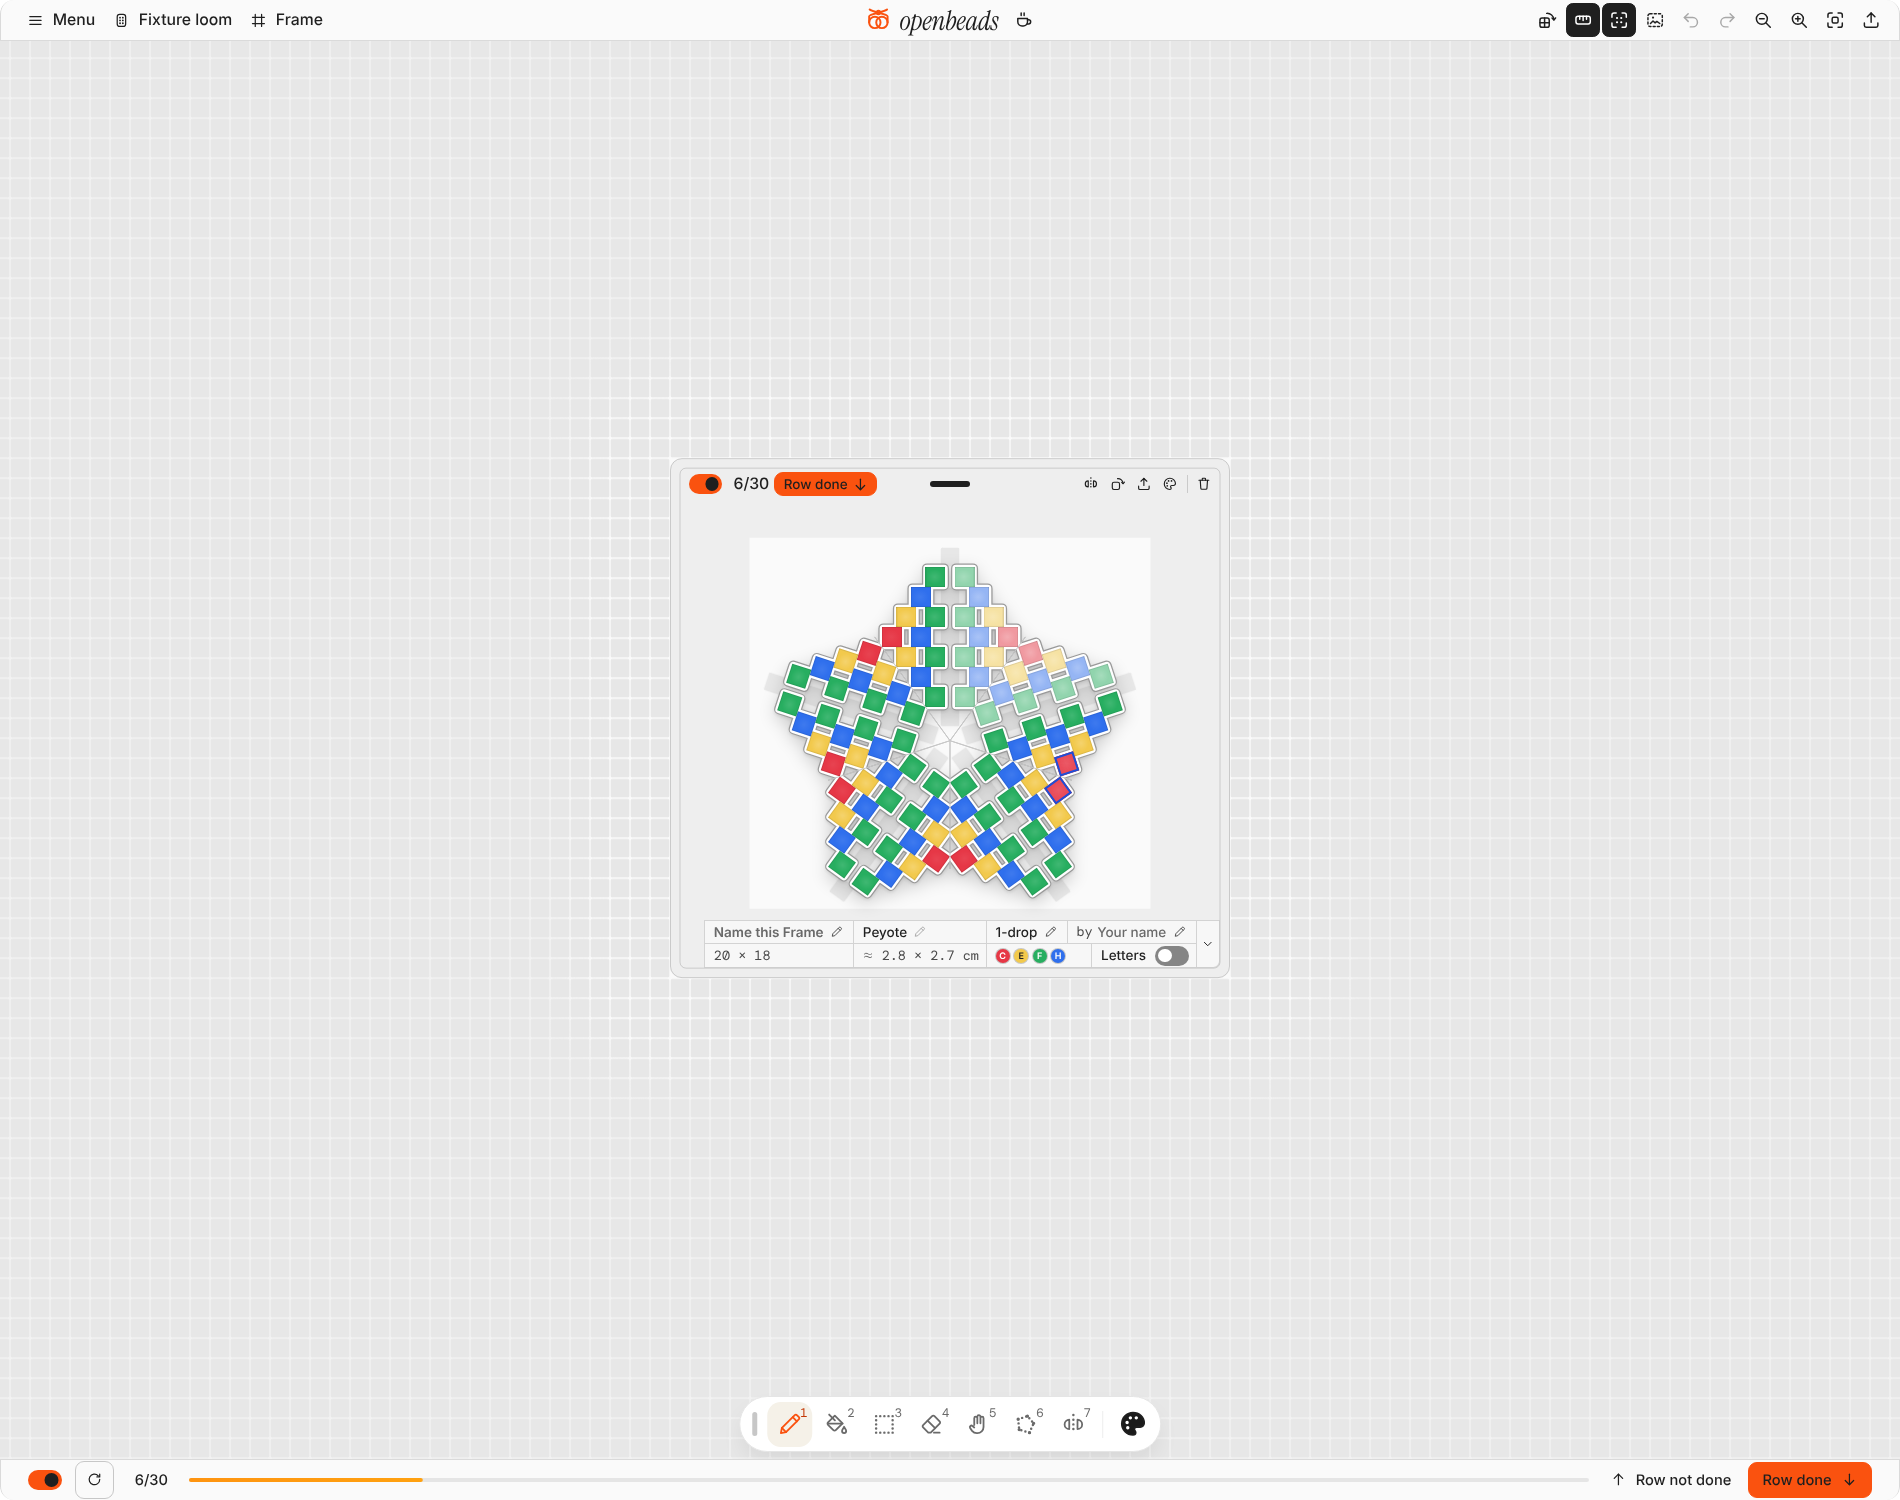 Menu Fixture loom Frame openbeads
6/30 Row done
Name this Frame Peyote 1-drop by Your name
20 × 18 ≈ 2.8 × 2.7 cm C E F H Letters
1 2 3 4 5 6 7
6/30 Row not done Row done